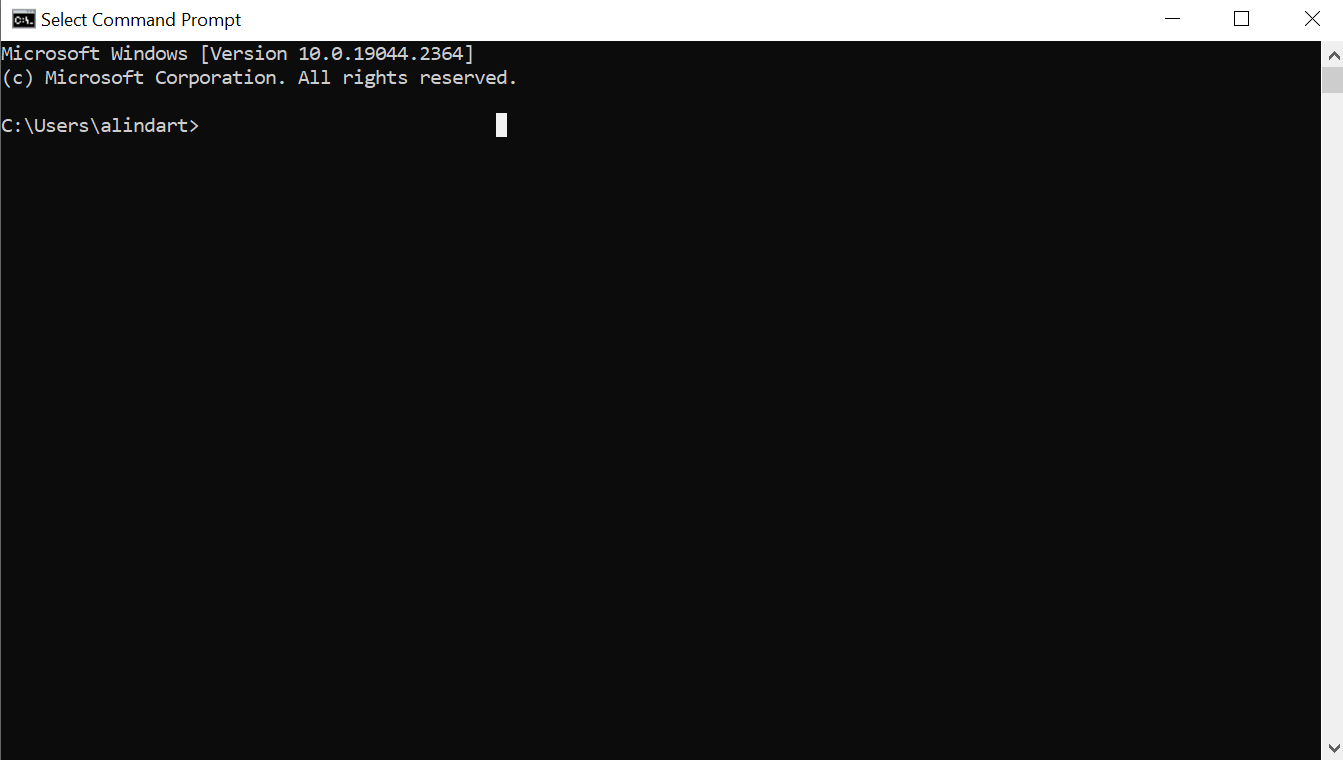 Select Command Prompt
Microsoft Windows [Version 10.0.19044.2364]
(c) Microsoft Corporation. All rights reserved.
C:\Users\alindart>